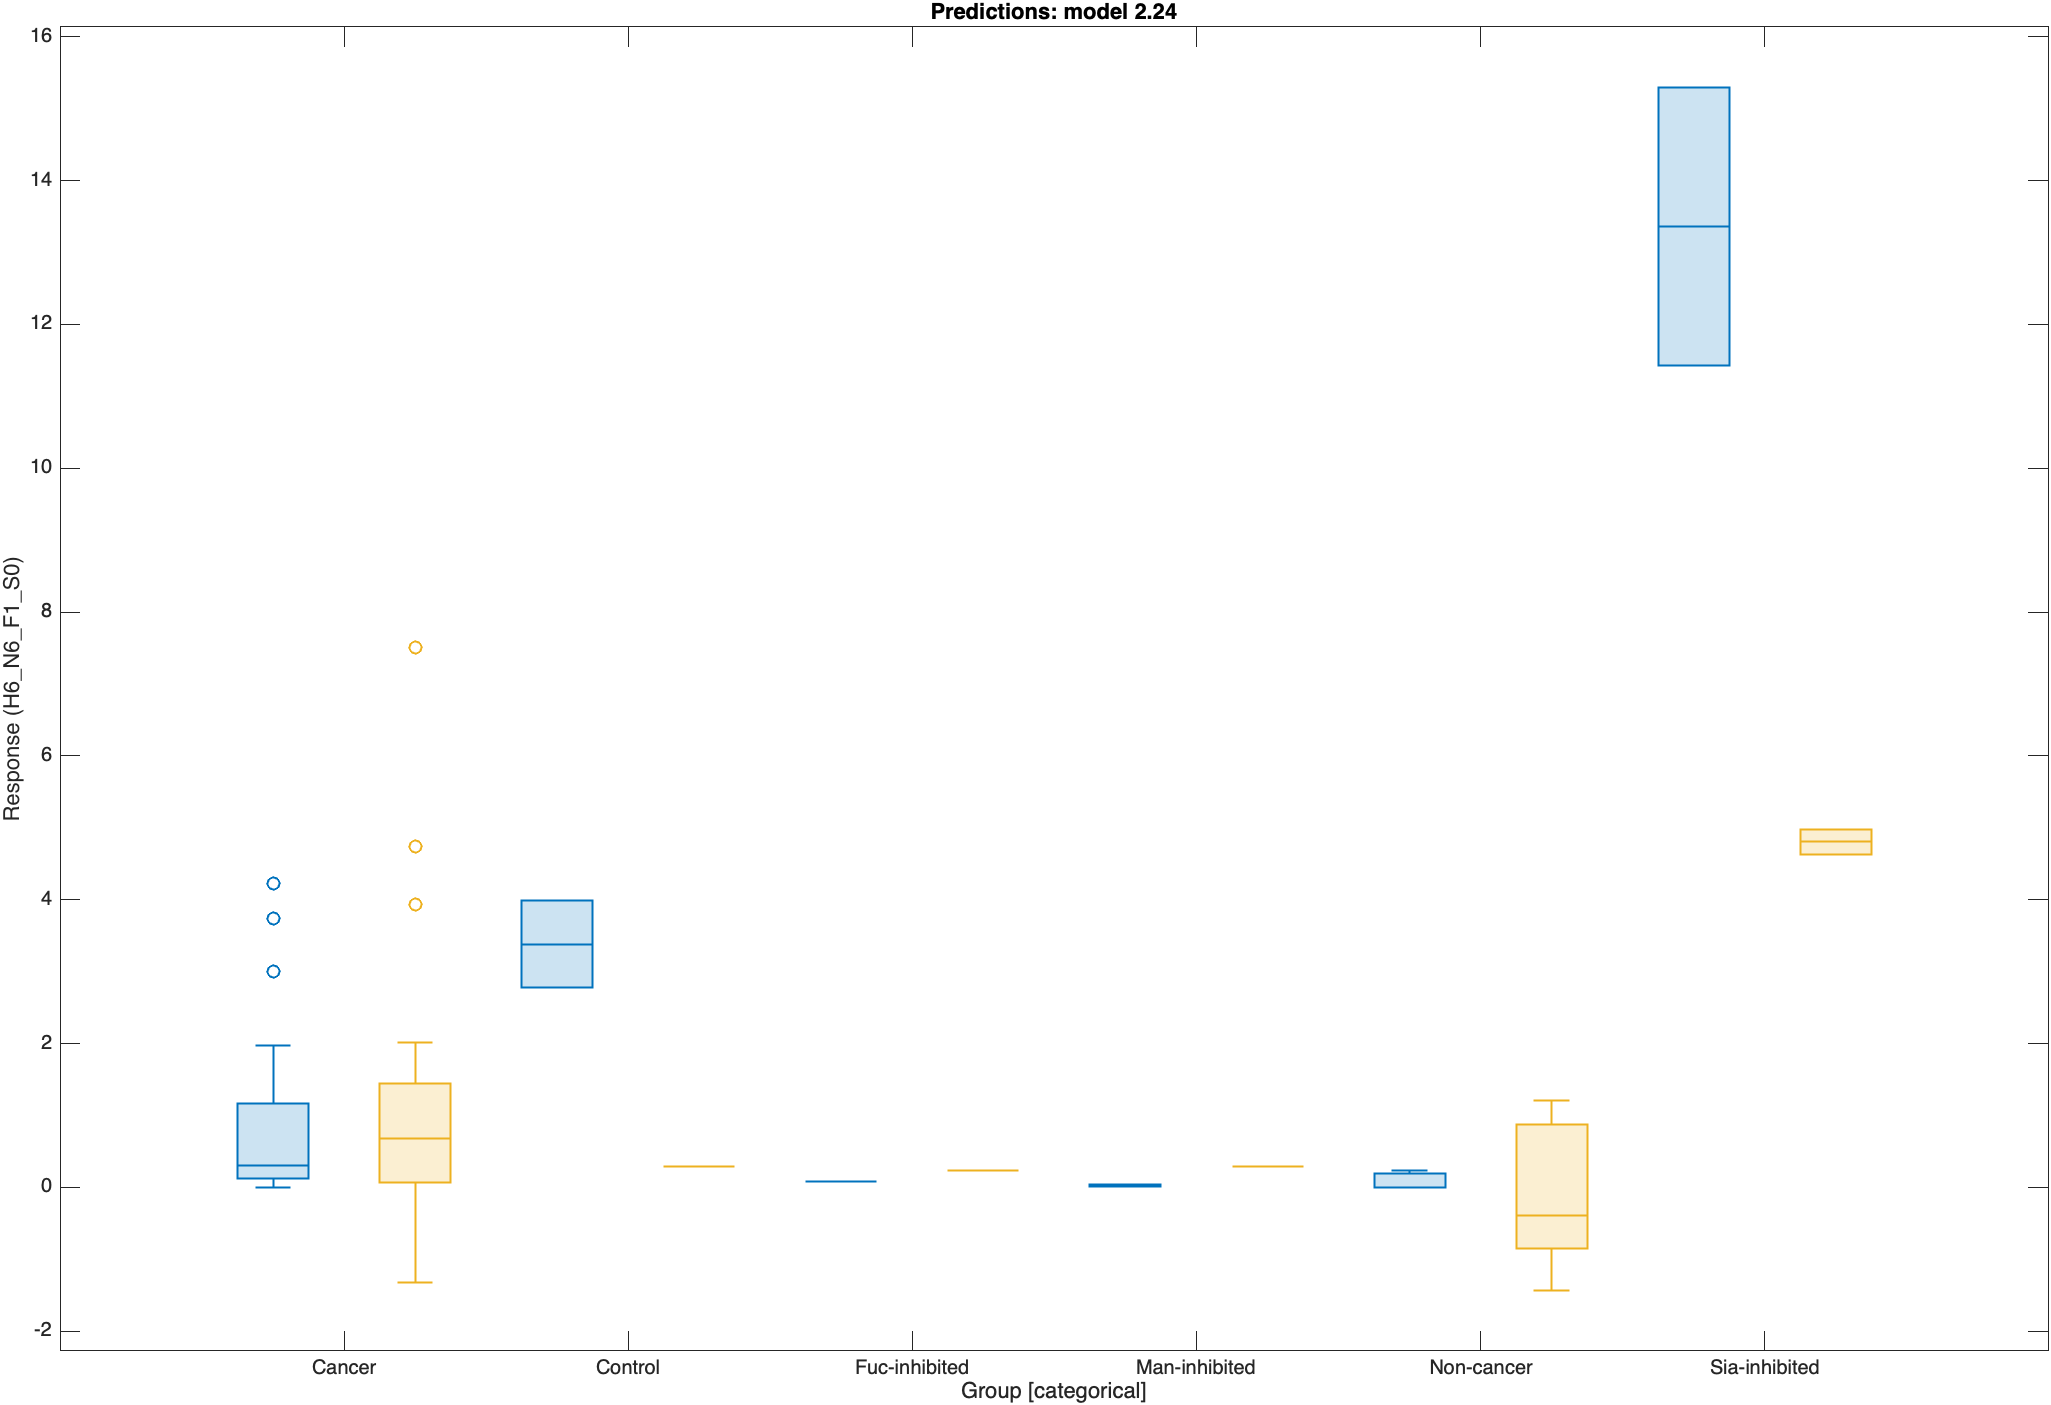 Predictions: model 2.24
16
14
12
10
8
6
4
2
0
-2
Response (H6_N6_F1_S0)
Cancer
Control
Fuc-inhibited
Man-inhibited
Non-cancer
Sia-inhibited
Group [categorical]